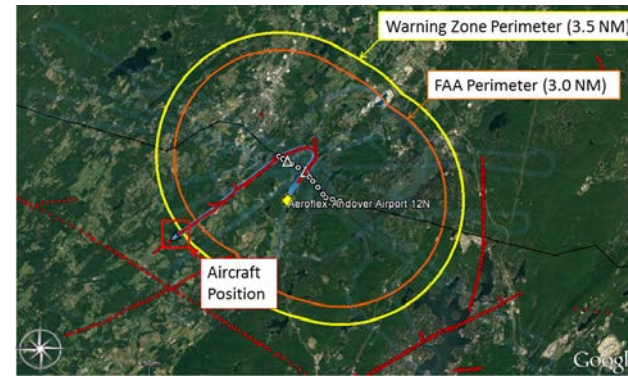 Warning Zone Perimeter (3.5 NM)
FAA Perimeter (3.0 NM)
Aeroflex-Andover Airport 12N
Aircraft
Position
Google